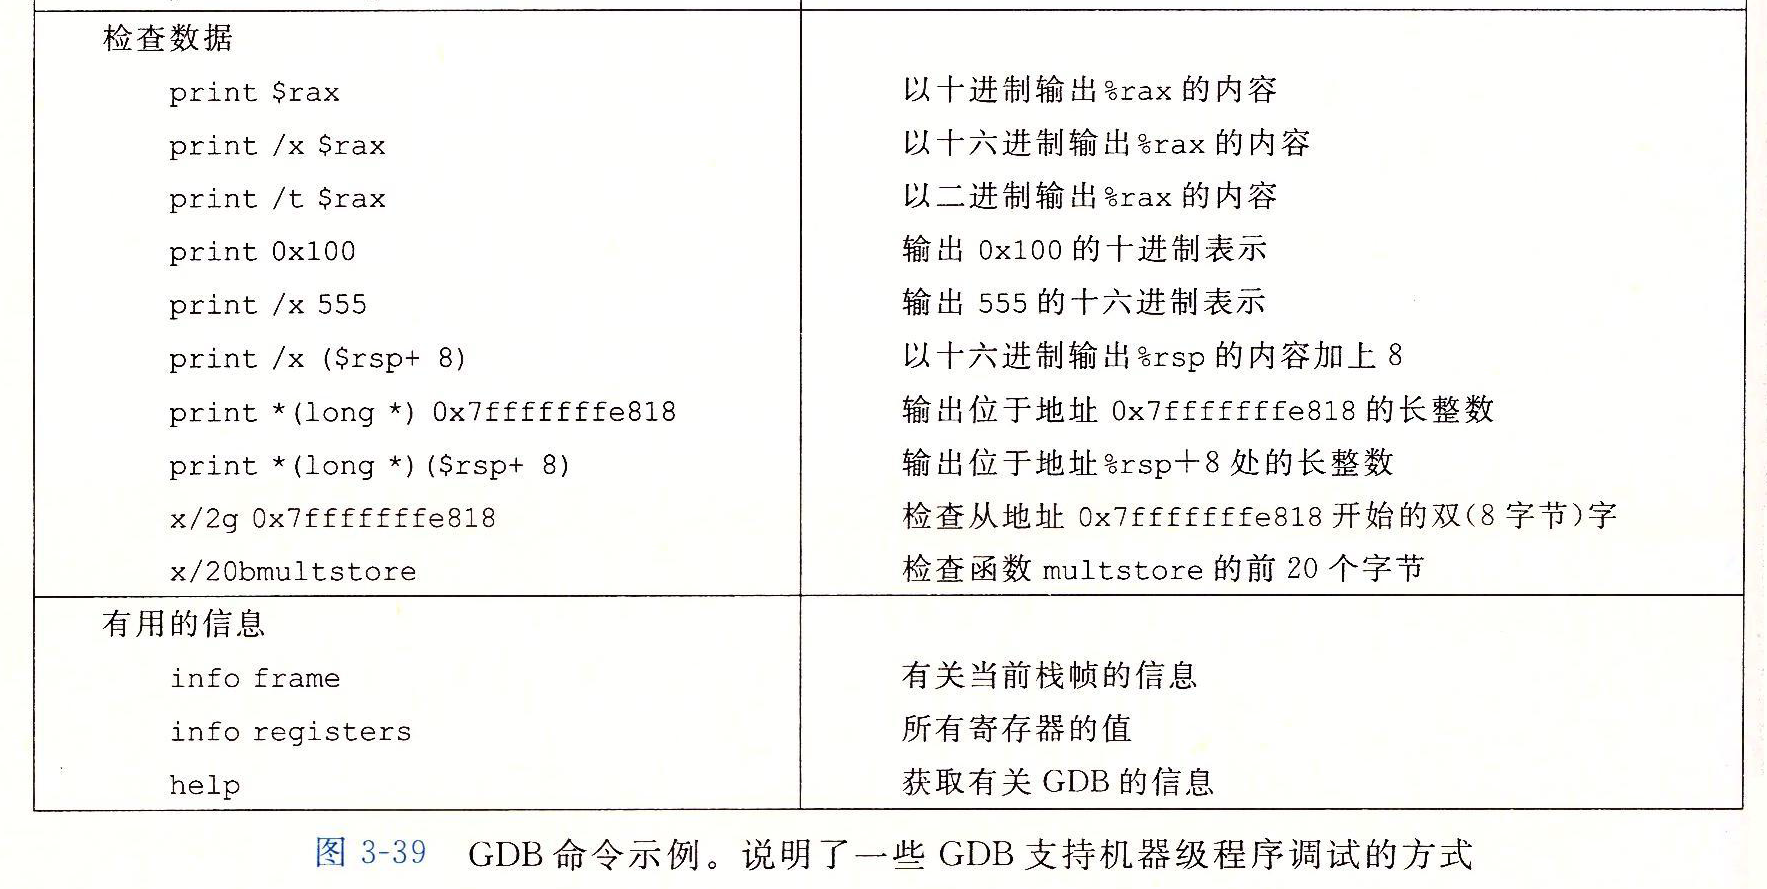 检查数据
print $rax 以十进制输出%rax的内容
print /x $rax 以十六进制输出%rax的内容
print /t $rax 以二进制输出%rax的内容
print 0x100 输出 0x100 的十进制表示
print /x 555 输出 555 的十六进制表示
print /x ($rsp+ 8) 以十六进制输出%rsp的内容加上 8
print *(long *) 0x7fffffffe818 输出位于地址 0x7fffffffe818 的长整数
print *(long *)($rsp+ 8) 输出位于地址%rsp+8 处的长整数
x/2g 0x7fffffffe818 检查从地址 0x7fffffffe818 开始的双(8 字节)字
x/20bmultstore 检查函数 multstore 的前 20 个字节
有用的信息
info frame 有关当前栈帧的信息
info registers 所有寄存器的值
help 获取有关 GDB 的信息
图 3-39 GDB 命令示例。说明了一些 GDB 支持机器级程序调试的方式